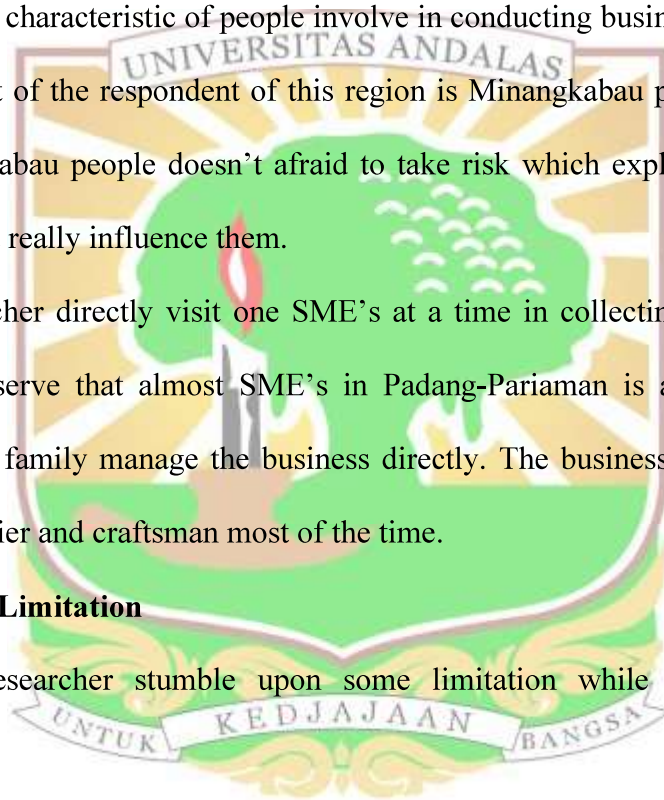 characteristic of people involve in conducting busin
UNIVERSITAS ANDALAS
t of the respondent of this region is Minangkabau p
abau people doesn't afraid to take risk which expl
really influence them.
cher directly visit one SME's at a time in collectin
serve that almost SME's in Padang-Pariaman is a
family manage the business directly. The business
ier and craftsman most of the time.
Limitation
esearcher stumble upon some limitation while
UNTUK KEDJAJAAN BANGSA